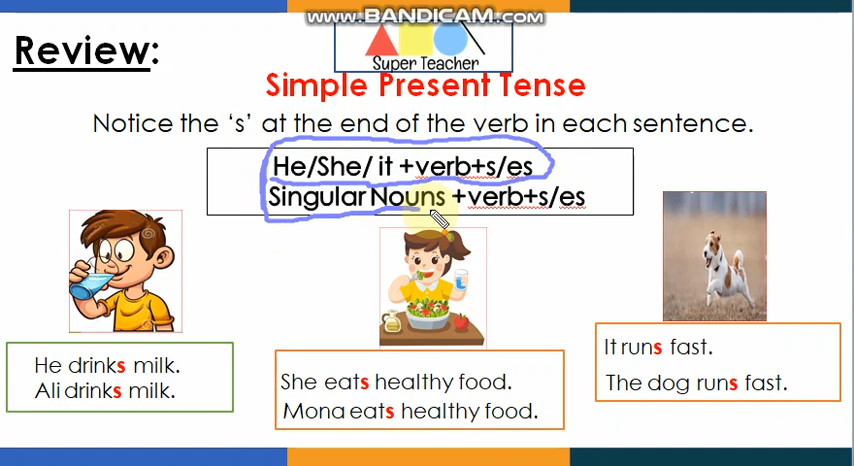 www.BANDICAM.com
Review:
Super Teacher
Simple Present Tense
Notice the ‘s’ at the end of the verb in each sentence.
He/She/ it +verb+s/es
Singular Nouns +verb+s/es
He drinks milk.
Ali drinks milk.
She eats healthy food.
Mona eats healthy food.
It runs fast.
The dog runs fast.